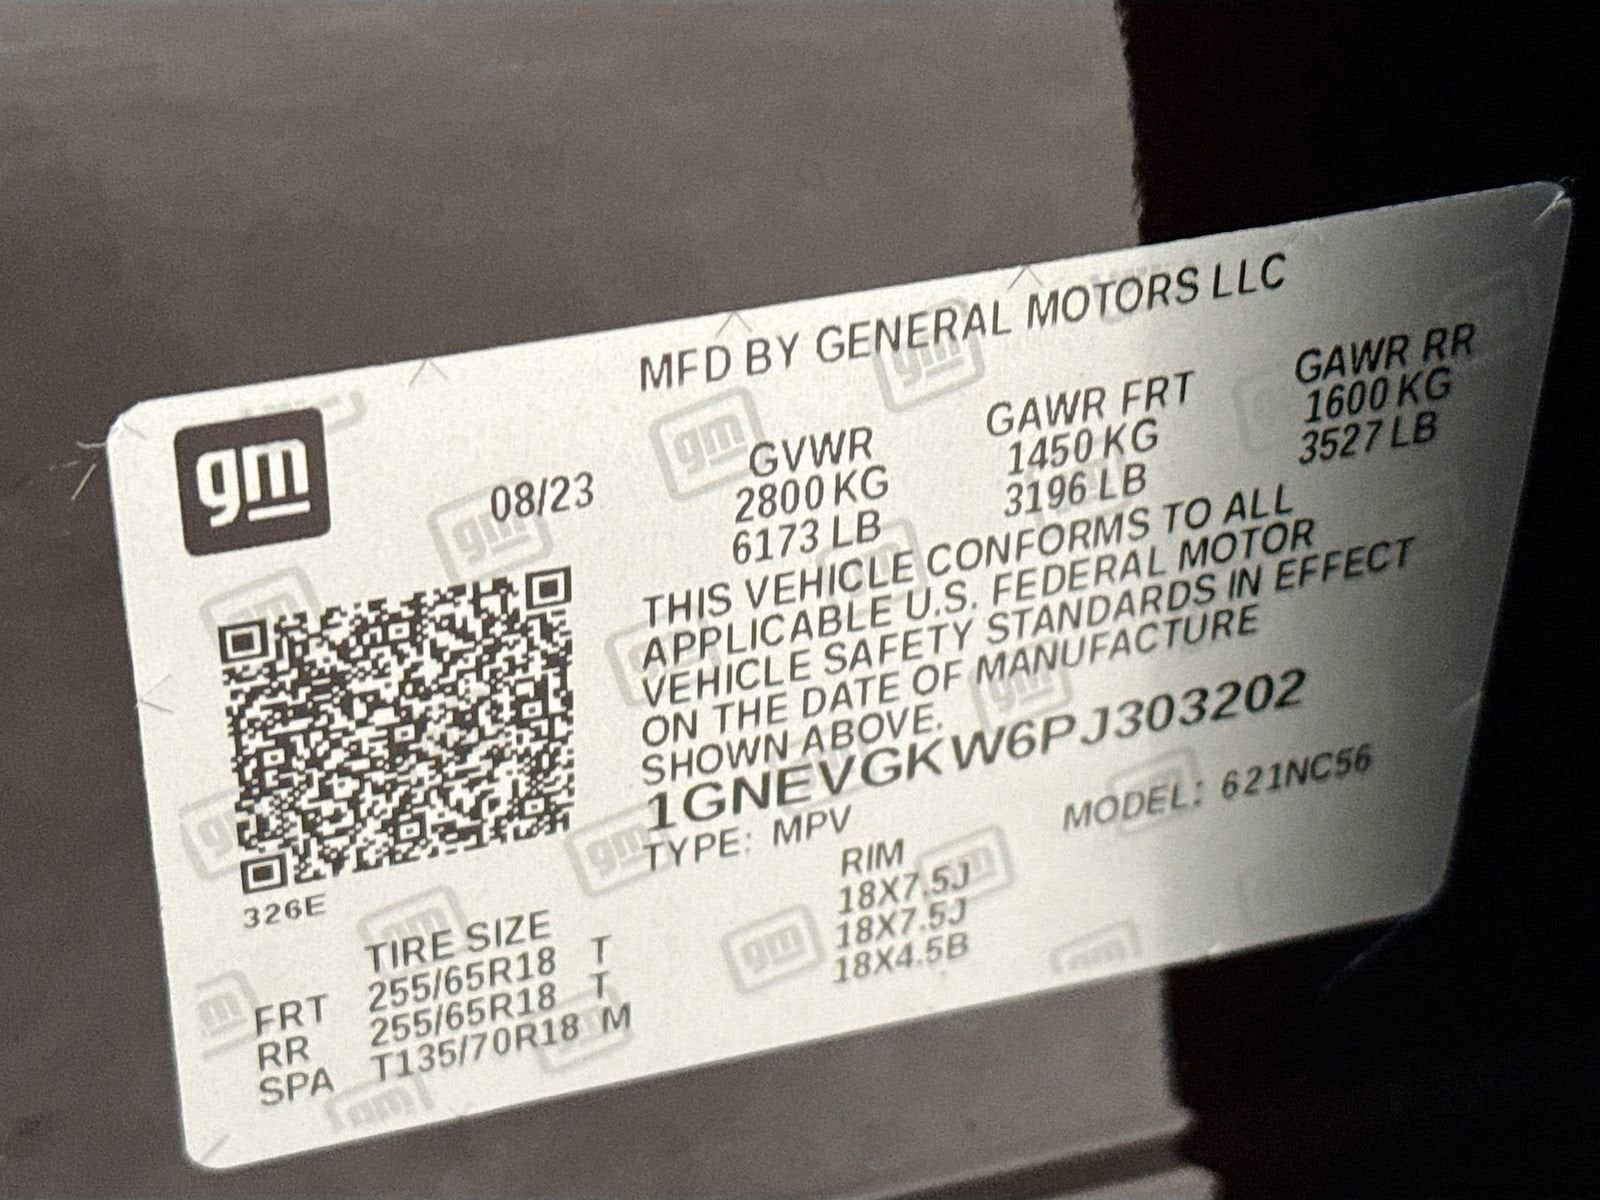 MFD BY GENERAL MOTORS LLC
gm
08/23
GVWR
2800 KG
6173 LB
GAWR FRT
1450 KG
3196 LB
GAWR RR
1600 KG
3527 LB
THIS VEHICLE CONFORMS TO ALL
APPLICABLE U.S. FEDERAL MOTOR
VEHICLE SAFETY STANDARDS IN EFFECT
ON THE DATE OF MANUFACTURE
SHOWN ABOVE.
1GNEVGKW6PJ303202
TYPE: MPV MODEL: 621NC56
326E
TIRE SIZE RIM
FRT 255/65R18 T 18X7.5J
RR 255/65R18 T 18X7.5J
SPA T135/70R18 M 18X4.5B